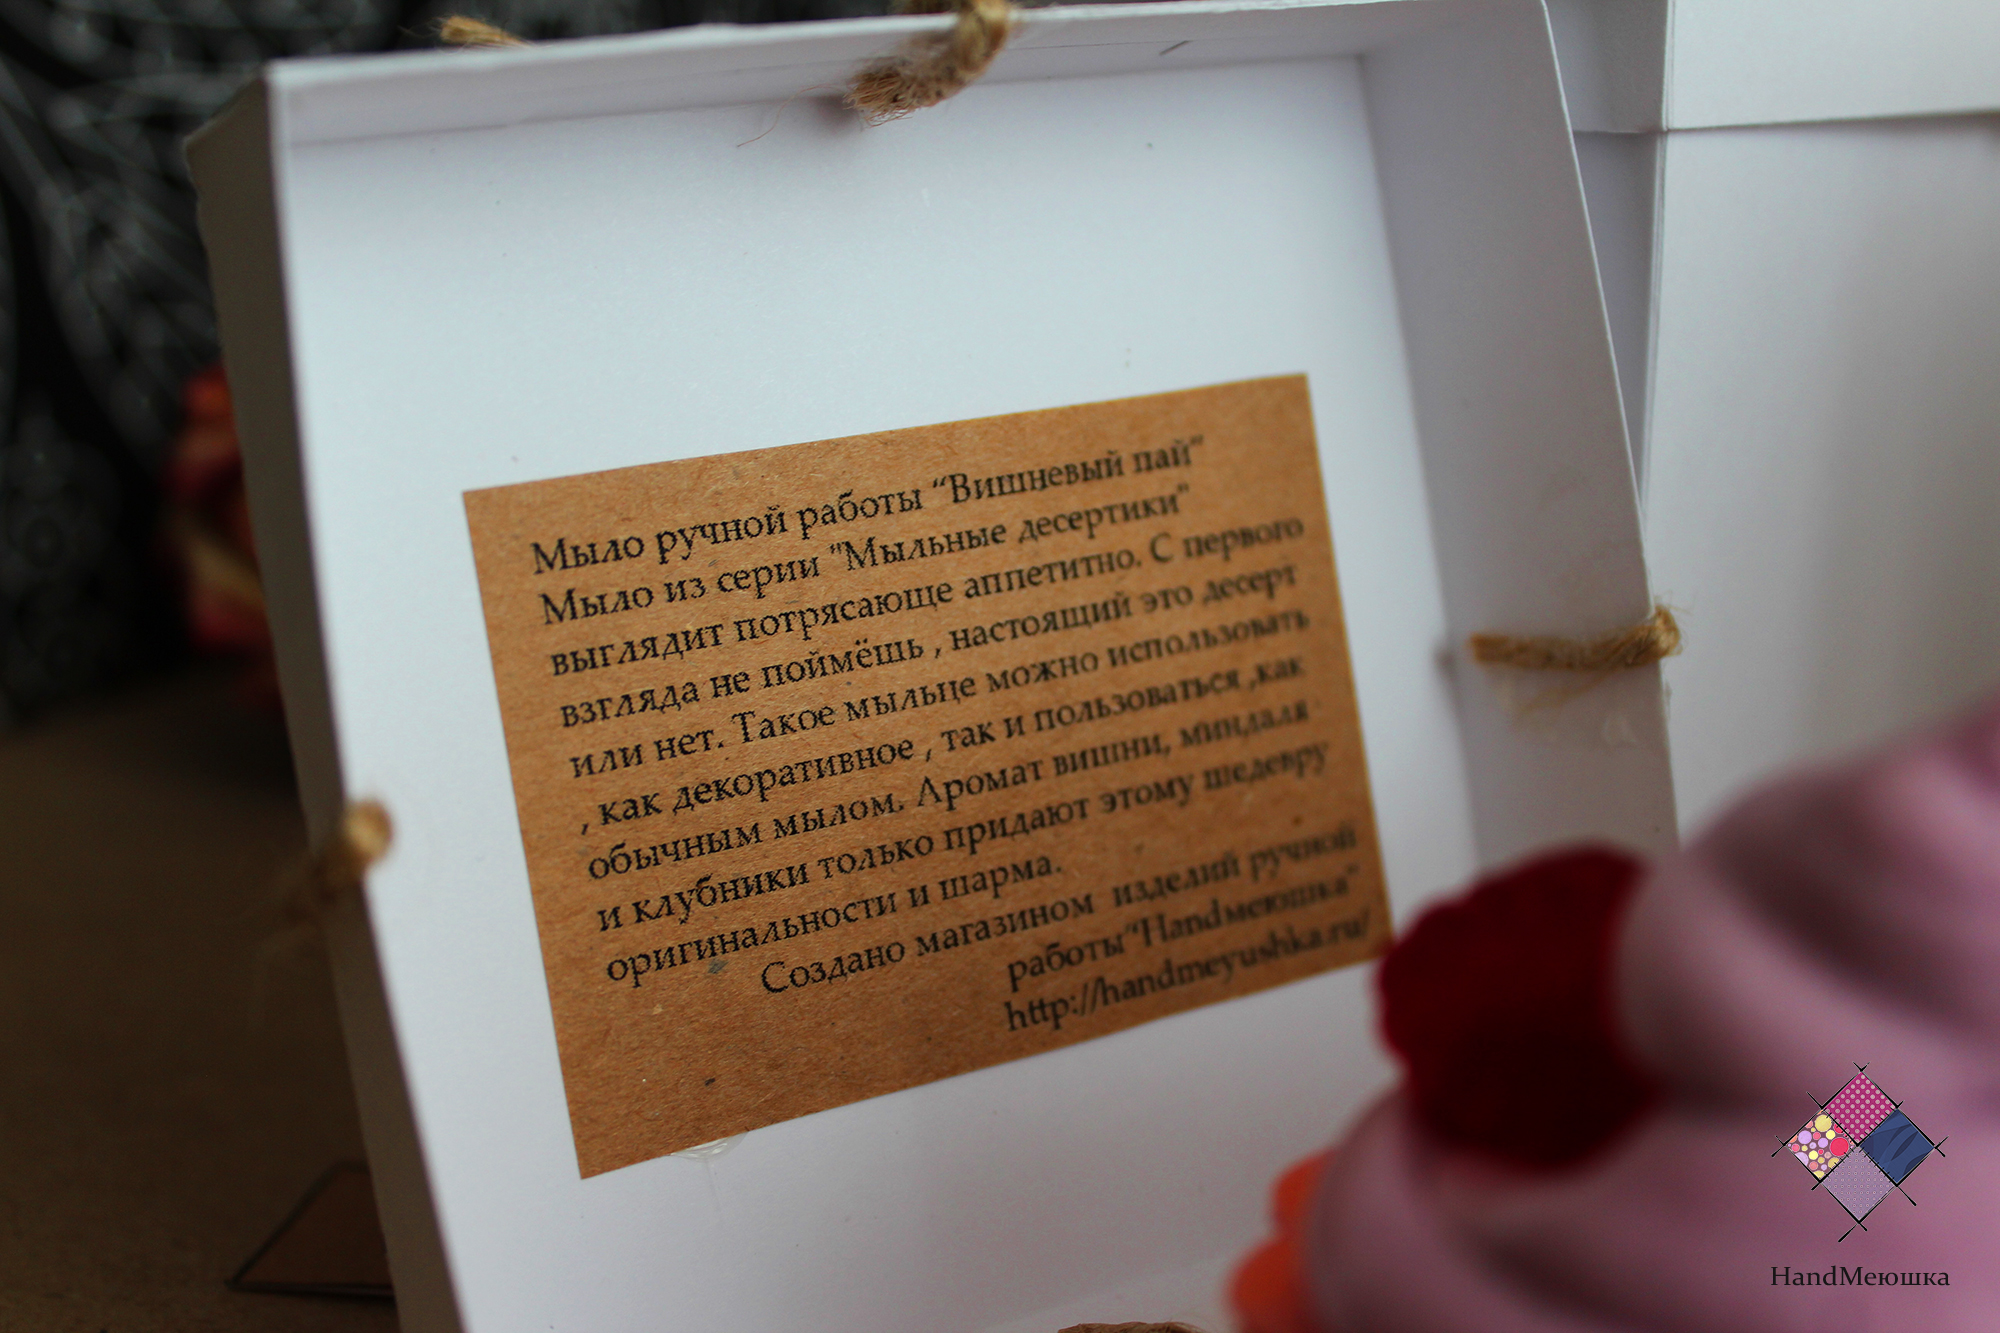 Мыло ручной работы “Вишневый пай“
Мыло из серии "Мыльные десертики"
выглядит потрясающе аппетитно. С первого
взгляда не поймёшь , настоящий это десерт
или нет. Такое мыльце можно использовать
, как декоративное , так и пользоваться ,как
обычным мылом. Аромат вишни, миндаля
и клубники только придают этому шедевру
оригинальности и шарма.
Создано магазином изделий ручной
работы“Handмеюшка"
http://handmeyushka.ru/
HandМеюшка